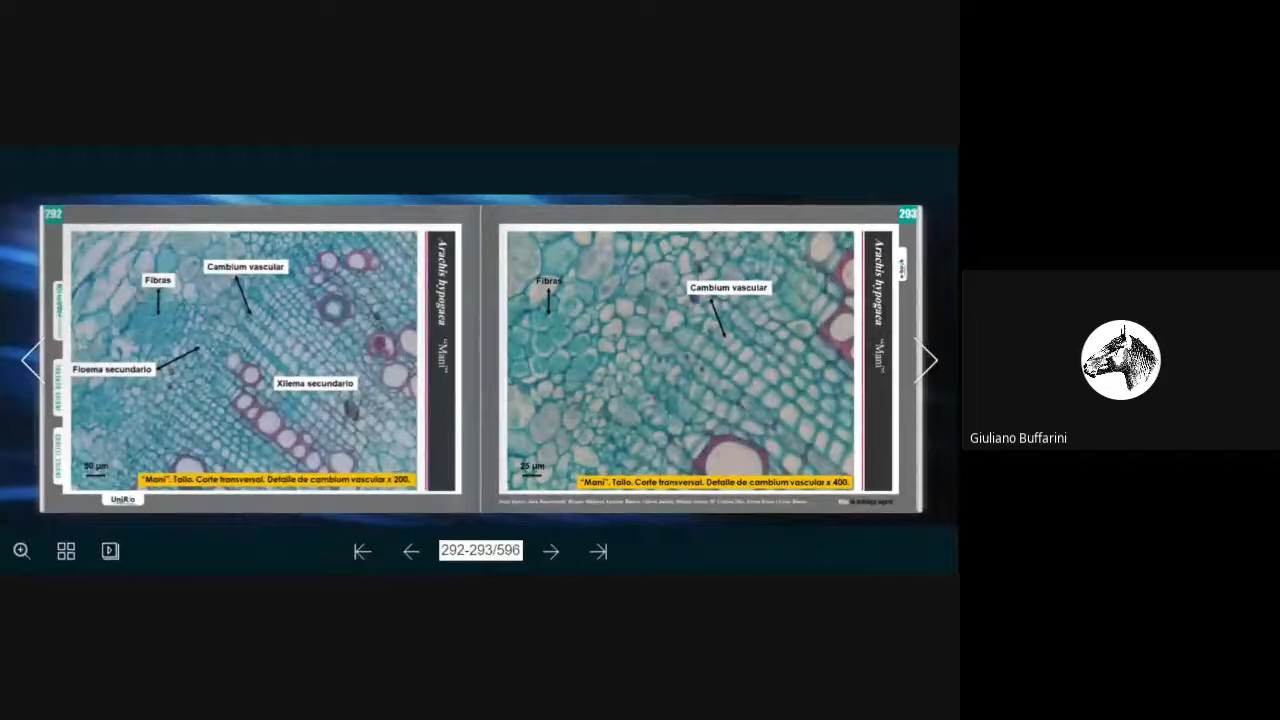 292
Fibras
Cambium vascular
Floema secundario
Xilema secundario
50 µm
"Maní". Tallo. Corte transversal. Detalle de cambium vascular x 200.
Arachis hypogaea "Maní"
UniRío
293
Fibras
Cambium vascular
25 µm
"Maní". Tallo. Corte transversal. Detalle de cambium vascular x 400.
Arachis hypogaea "Maní"
e-book
292-293/596
Giuliano Buffarini